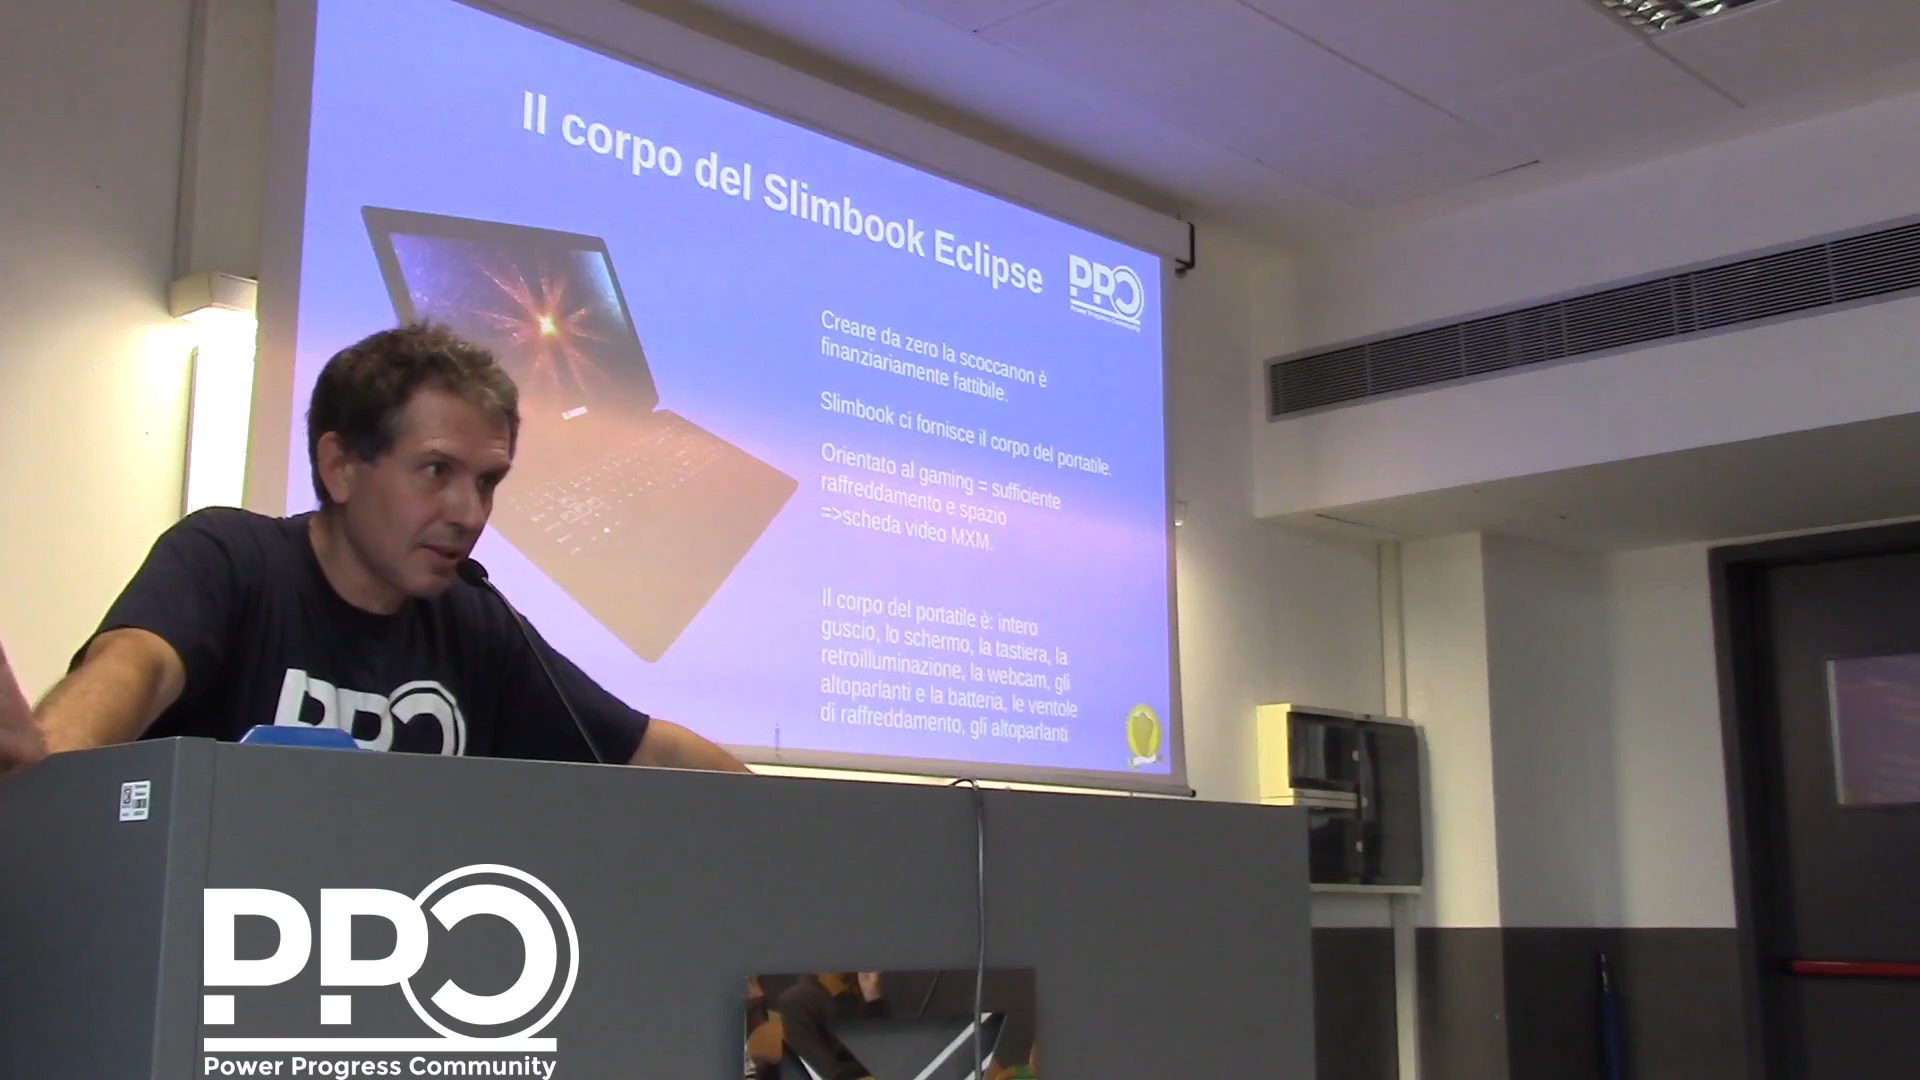 Il corpo del Slimbook Eclipse
PPC
Power Progress Community
Creare da zero la scoccanon è
finanziariamente fattibile.
Slimbook ci fornisce il corpo del portatile.
Orientato al gaming = sufficiente
raffreddamento e spazio
=>scheda video MXM.
Il corpo del portatile è: intero
guscio, lo schermo, la tastiera, la
retroilluminazione, la webcam, gli
altoparlanti e la batteria, le ventole
di raffreddamento, gli altoparlanti
PPC
PPC
Power Progress Community